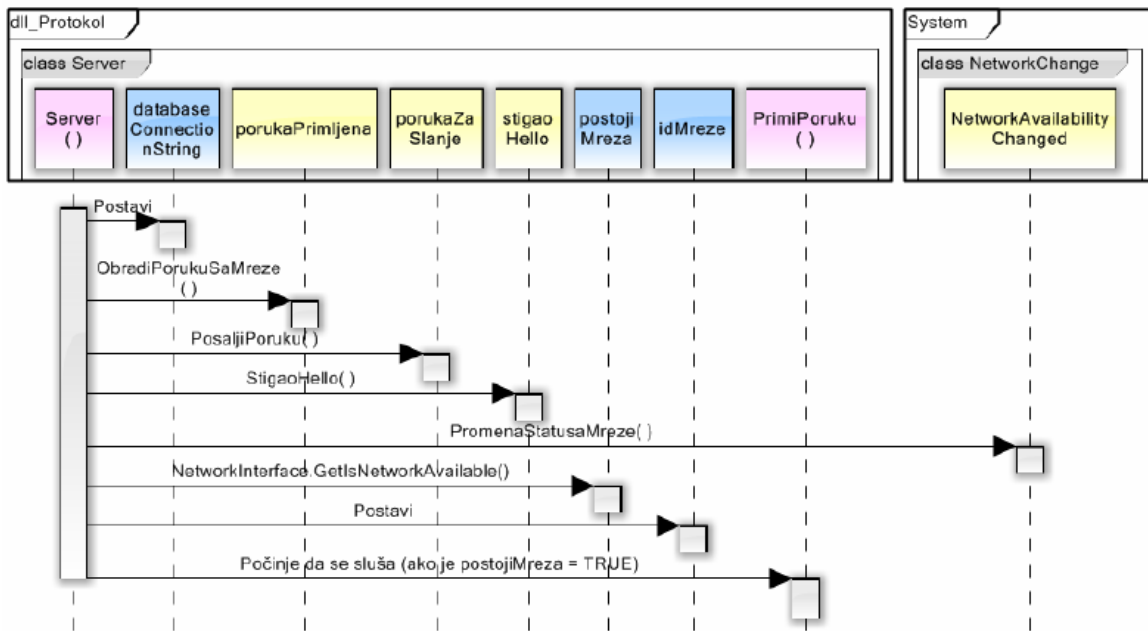 dll_Protokol
System
class Server
class NetworkChange
Server
( )
database
Connectio
nString
porukaPrimljena
porukaZa
Slanje
stigao
Hello
postoji
Mreza
idMreze
PrimiPoruku
( )
NetworkAvailability
Changed
Postavi
ObradiPorukuSaMreze
( )
PosaljiPoruku( )
StigaoHello( )
PromenaStatusaMreze( )
NetworkInterface.GetIsNetworkAvailable()
Postavi
Počinje da se sluša (ako je postojiMreza = TRUE)